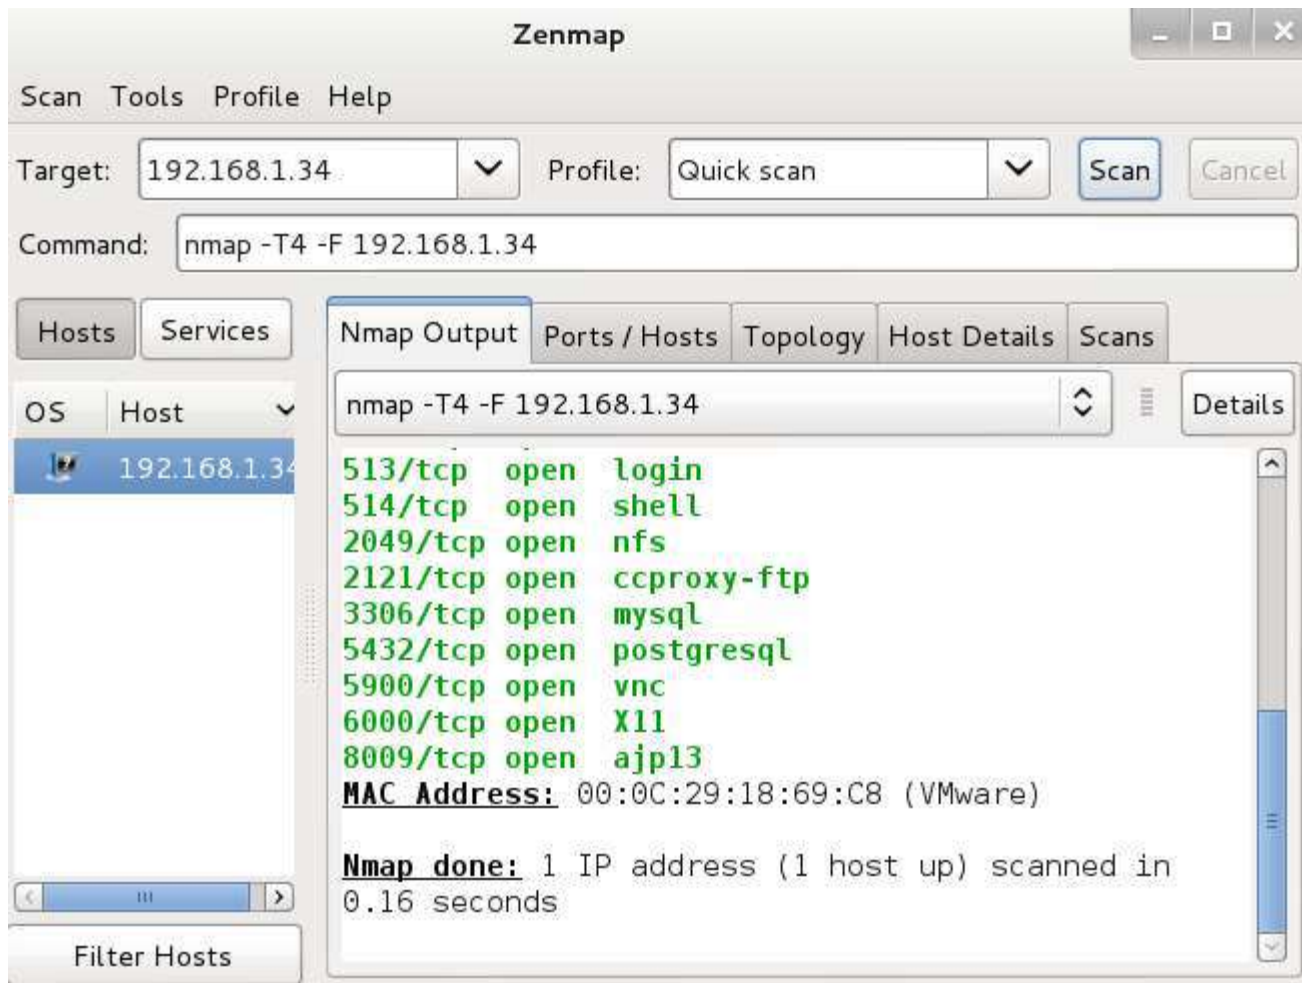 Zenmap
Scan Tools Profile Help
Target: 192.168.1.34 Profile: Quick scan Scan Cancel
Command: nmap -T4 -F 192.168.1.34
Hosts Services
Nmap Output Ports / Hosts Topology Host Details Scans
OS Host
nmap -T4 -F 192.168.1.34 Details
192.168.1.34
513/tcp open login
514/tcp open shell
2049/tcp open nfs
2121/tcp open ccproxy-ftp
3306/tcp open mysql
5432/tcp open postgresql
5900/tcp open vnc
6000/tcp open X11
8009/tcp open ajp13
MAC Address: 00:0C:29:18:69:C8 (VMware)
Nmap done: 1 IP address (1 host up) scanned in
0.16 seconds
Filter Hosts